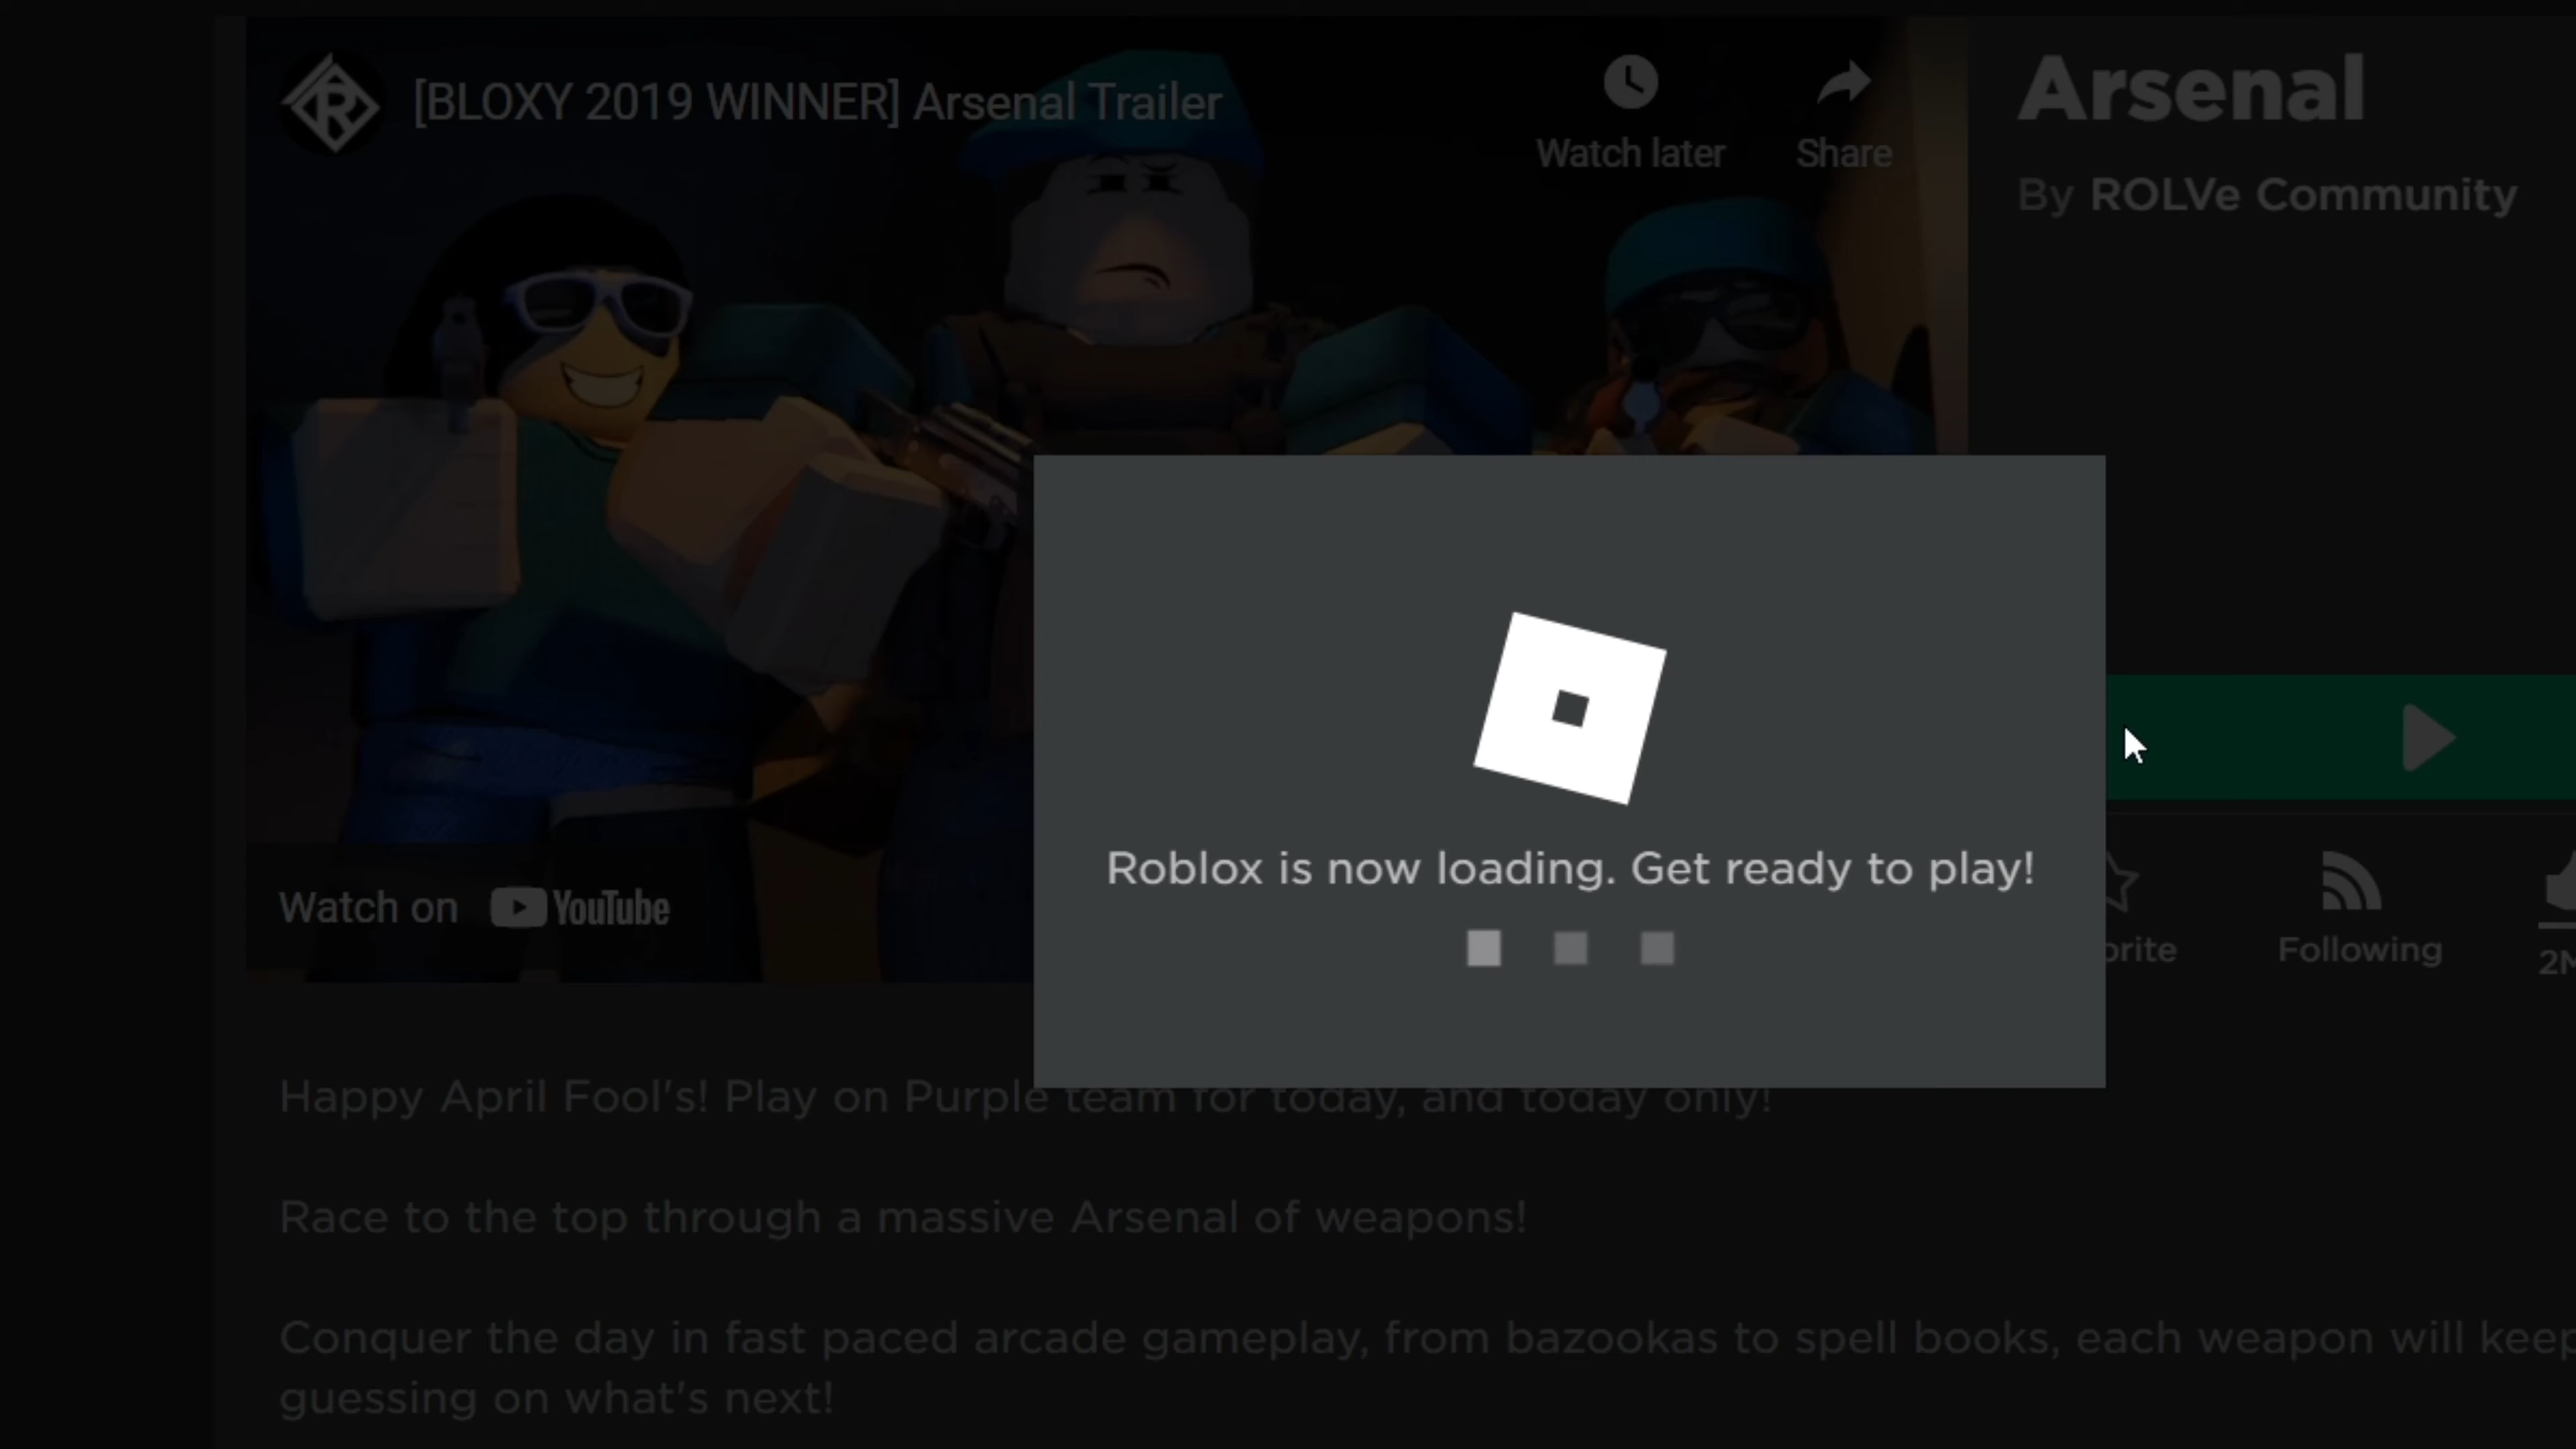 [BLOXY 2019 WINNER] Arsenal Trailer
Watch later
Share
Arsenal
By ROLVe Community
Roblox is now loading. Get ready to play!
Watch on YouTube
Following
Happy April Fool's! Play on Purple team for today, and today only!
Race to the top through a massive Arsenal of weapons!
Conquer the day in fast paced arcade gameplay, from bazookas to spell books, each weapon will keep
guessing on what's next!